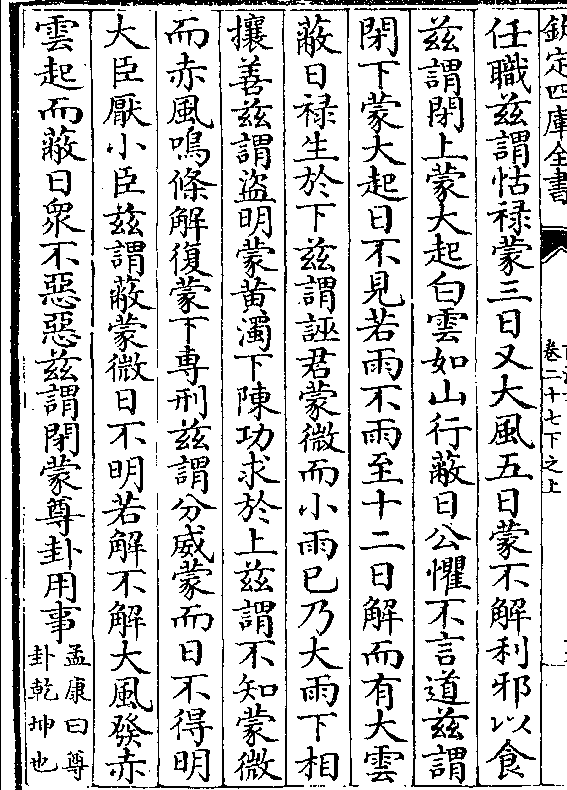 欽定四庫全書
卷二十七下之上
任職兹謂怙祿蒙三日又大風五日蒙不解利邪以食
兹謂閉上蒙大起白雲如山行蔽日公懼不言道兹謂
閉下蒙大起日不見若雨不雨至十二日解而有大雲
蔽日祿生於下兹謂誣君蒙微而小雨已乃大雨下相
攘善兹謂盜明蒙黃濁下陳功求於上兹謂不知蒙微
而赤風鳴條解復蒙下專刑兹謂分威蒙而日不得明
大臣厭小臣兹謂蔽蒙微日不明若解不解大風發赤
雲起而蔽日衆不惡惡兹謂閉蒙尊卦用事
孟康曰尊
卦乾坤也